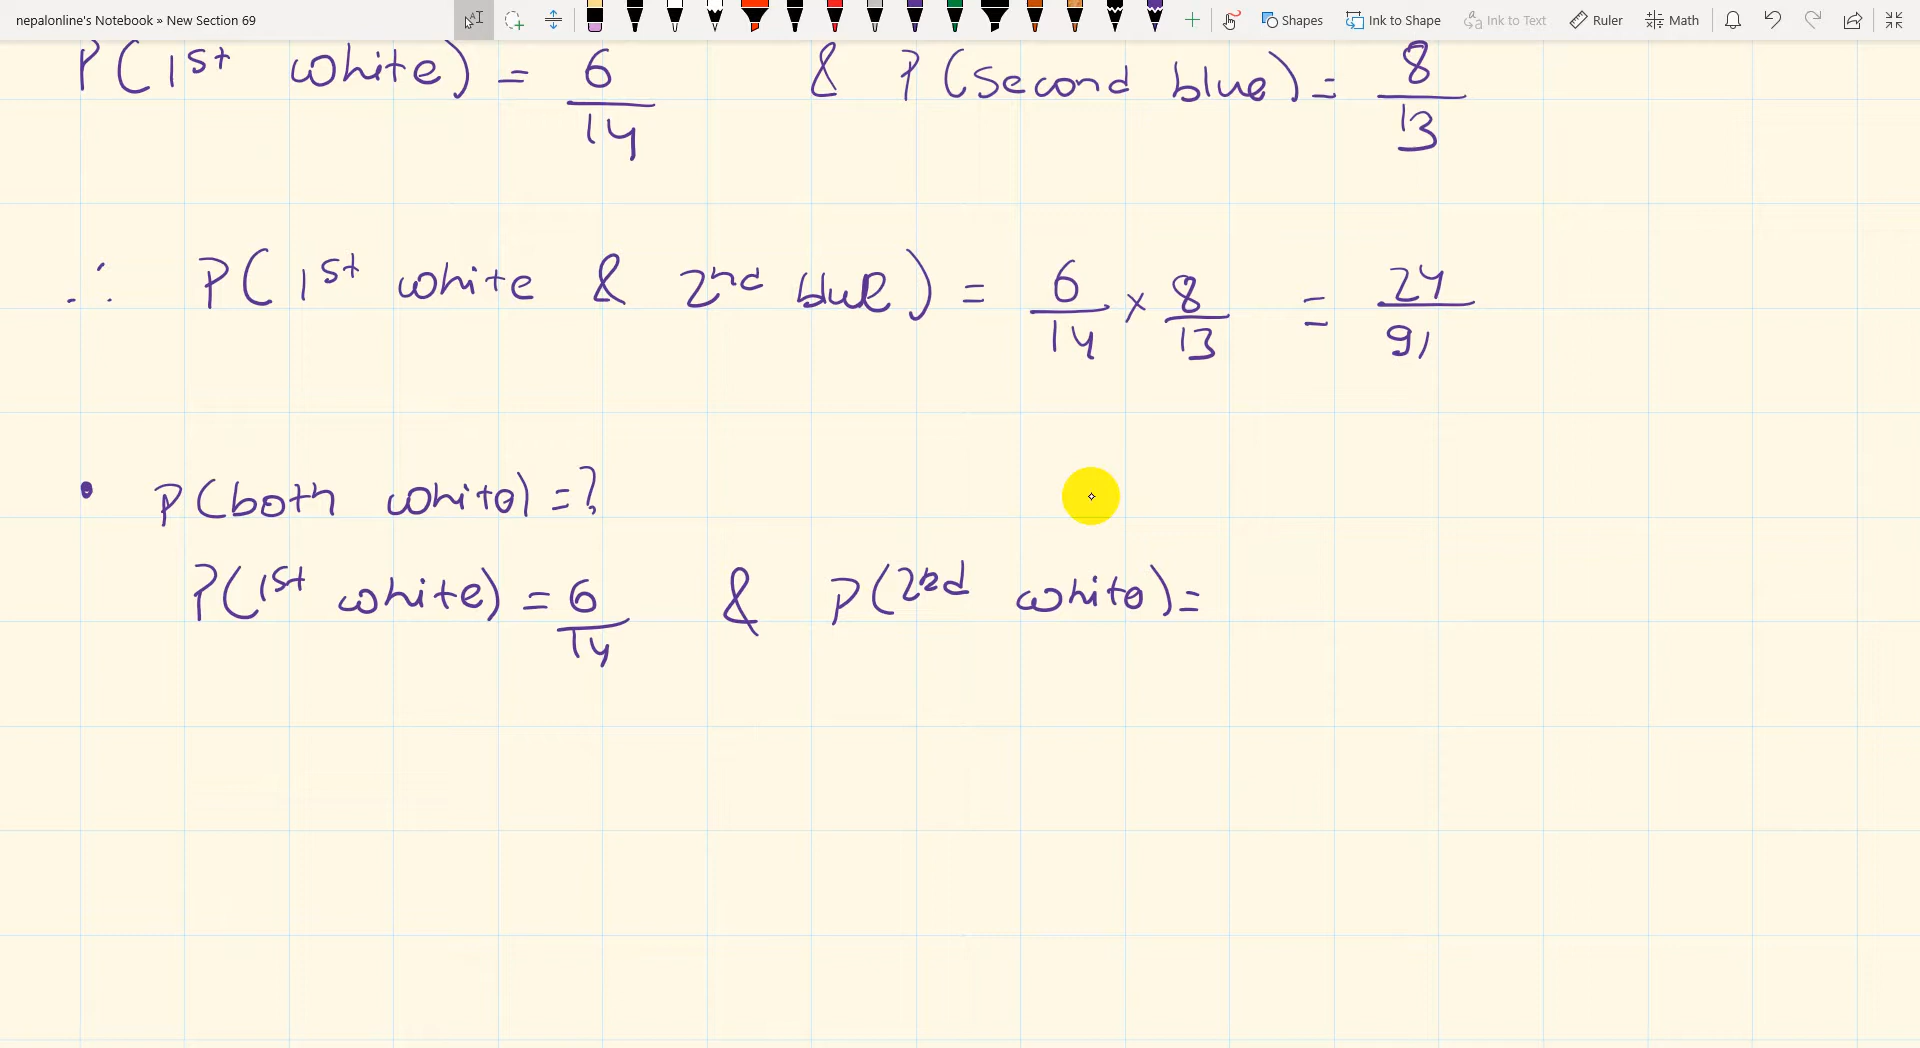 nepalonline's Notebook » New Section 69 Shapes Ink to Shape Ink to Text Ruler Math
P(1st white) = 6/14 & P(second blue) = 8/13
∴ P(1st white & 2nd blue) = 6/14 × 8/13 = 24/91
• P(both white) = ?
P(1st white) = 6/14 & P(2nd white) =